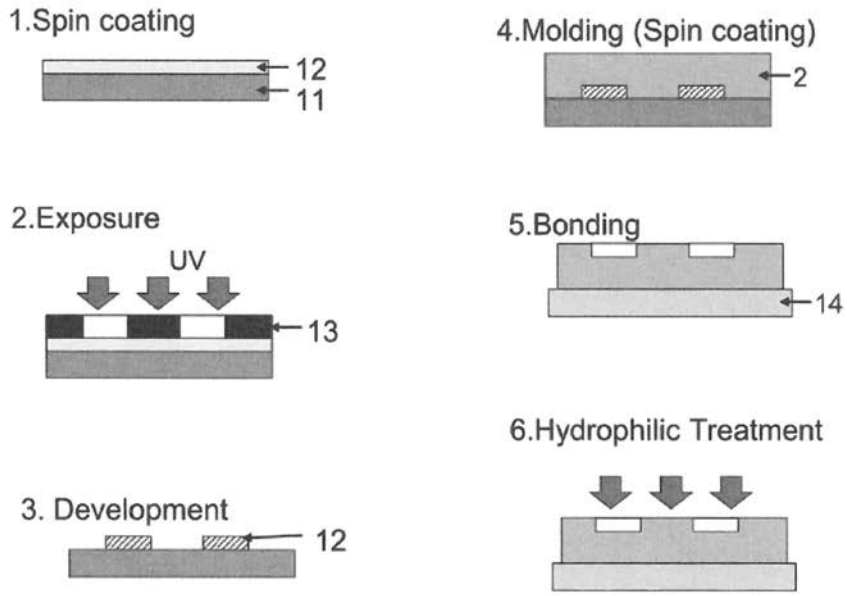 1.Spin coating
12
11
2.Exposure
UV
13
3. Development
12
4.Molding (Spin coating)
2
5.Bonding
14
6.Hydrophilic Treatment